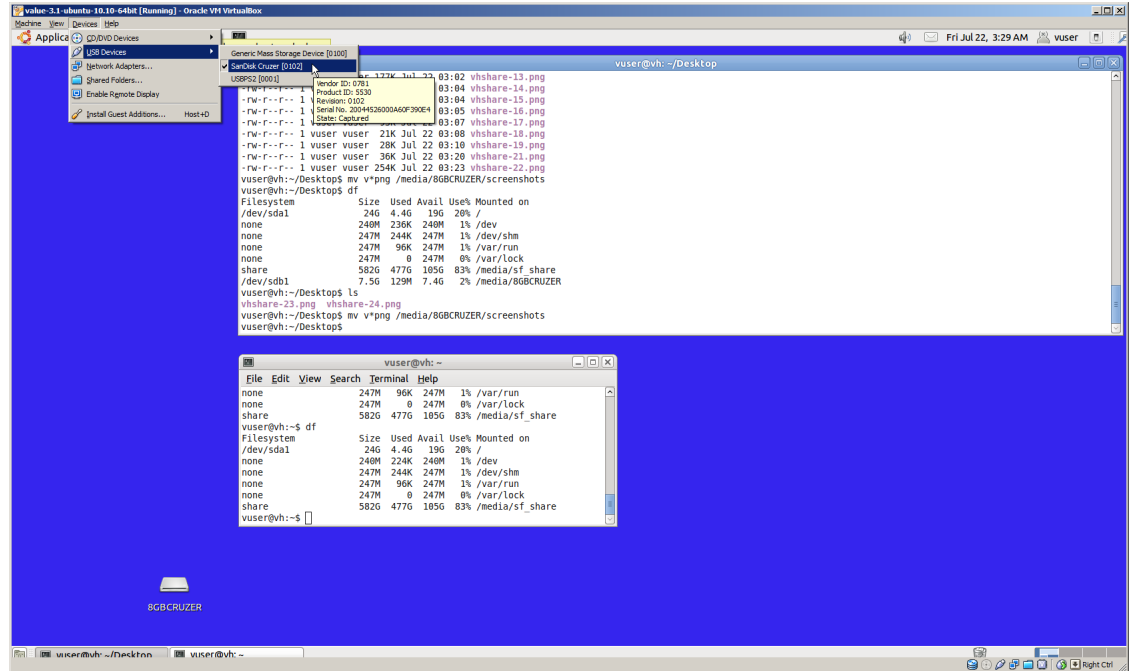 value-3.1-ubuntu-10.10-64bit [Running] - Oracle VM VirtualBox
Machine View Devices Help
Applica
Fri Jul 22, 3:29 AM vuser
CD/DVD Devices
USB Devices
Network Adapters...
Shared Folders...
Enable Remote Display
Install Guest Additions... Host+D
Generic Mass Storage Device [0100]
SanDisk Cruzer [0102]
USBPS2 [0001]
Vendor ID: 0781
Product ID: 5530
Revision: 0102
Serial No. 20044526000A60F390E4
State: Captured
vuser@vh: ~/Desktop
177K Jul 22 03:02 vhshare-13.png
-rw-r--r-- 1 03:04 vhshare-14.png
-rw-r--r-- 1 03:04 vhshare-15.png
-rw-r--r-- 1 03:05 vhshare-16.png
-rw-r--r-- 1 03:07 vhshare-17.png
-rw-r--r-- 1 vuser vuser 21K Jul 22 03:08 vhshare-18.png
-rw-r--r-- 1 vuser vuser 28K Jul 22 03:10 vhshare-19.png
-rw-r--r-- 1 vuser vuser 36K Jul 22 03:20 vhshare-21.png
-rw-r--r-- 1 vuser vuser 254K Jul 22 03:23 vhshare-22.png
vuser@vh:~/Desktop$ mv v*png /media/8GBCRUZER/screenshots
vuser@vh:~/Desktop$ df
Filesystem Size Used Avail Use% Mounted on
/dev/sda1 24G 4.4G 19G 20% /
none 240M 236K 240M 1% /dev
none 247M 244K 247M 1% /dev/shm
none 247M 96K 247M 1% /var/run
none 247M 0 247M 0% /var/lock
share 582G 477G 105G 83% /media/sf_share
/dev/sdb1 7.5G 129M 7.4G 2% /media/8GBCRUZER
vuser@vh:~/Desktop$ ls
vhshare-23.png vhshare-24.png
vuser@vh:~/Desktop$ mv v*png /media/8GBCRUZER/screenshots
vuser@vh:~/Desktop$
vuser@vh: ~
File Edit View Search Terminal Help
none 247M 96K 247M 1% /var/run
none 247M 0 247M 0% /var/lock
share 582G 477G 105G 83% /media/sf_share
vuser@vh:~$ df
Filesystem Size Used Avail Use% Mounted on
/dev/sda1 24G 4.4G 19G 20% /
none 240M 224K 240M 1% /dev
none 247M 244K 247M 1% /dev/shm
none 247M 96K 247M 1% /var/run
none 247M 0 247M 0% /var/lock
share 582G 477G 105G 83% /media/sf_share
vuser@vh:~$
8GBCRUZER
vuser@vh: ~/Desktop vuser@vh: ~
Right Ctrl